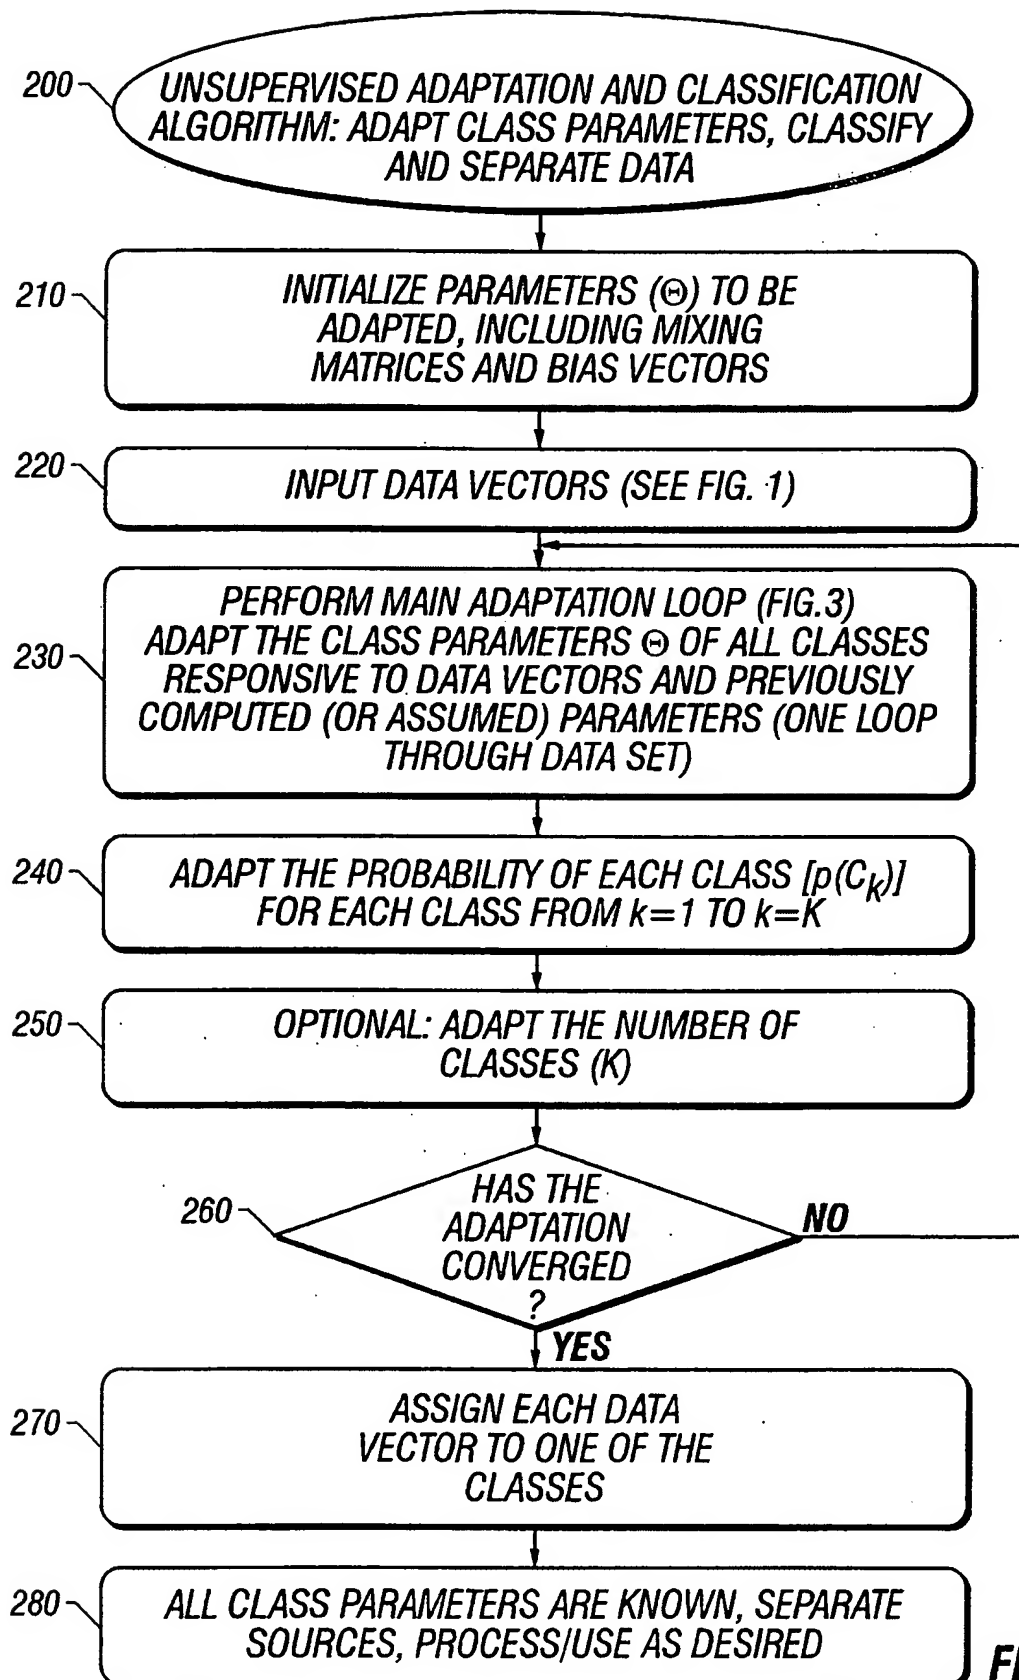 200
UNSUPERVISED ADAPTATION AND CLASSIFICATION
ALGORITHM: ADAPT CLASS PARAMETERS, CLASSIFY
AND SEPARATE DATA
210
INITIALIZE PARAMETERS (Θ) TO BE
ADAPTED, INCLUDING MIXING
MATRICES AND BIAS VECTORS
220
INPUT DATA VECTORS (SEE FIG. 1)
230
PERFORM MAIN ADAPTATION LOOP (FIG.3)
ADAPT THE CLASS PARAMETERS Θ OF ALL CLASSES
RESPONSIVE TO DATA VECTORS AND PREVIOUSLY
COMPUTED (OR ASSUMED) PARAMETERS (ONE LOOP
THROUGH DATA SET)
240
ADAPT THE PROBABILITY OF EACH CLASS [p(Ck)]
FOR EACH CLASS FROM k=1 TO k=K
250
OPTIONAL: ADAPT THE NUMBER OF
CLASSES (K)
260
HAS THE
ADAPTATION
CONVERGED
?
NO
YES
270
ASSIGN EACH DATA
VECTOR TO ONE OF THE
CLASSES
280
ALL CLASS PARAMETERS ARE KNOWN, SEPARATE
SOURCES, PROCESS/USE AS DESIRED